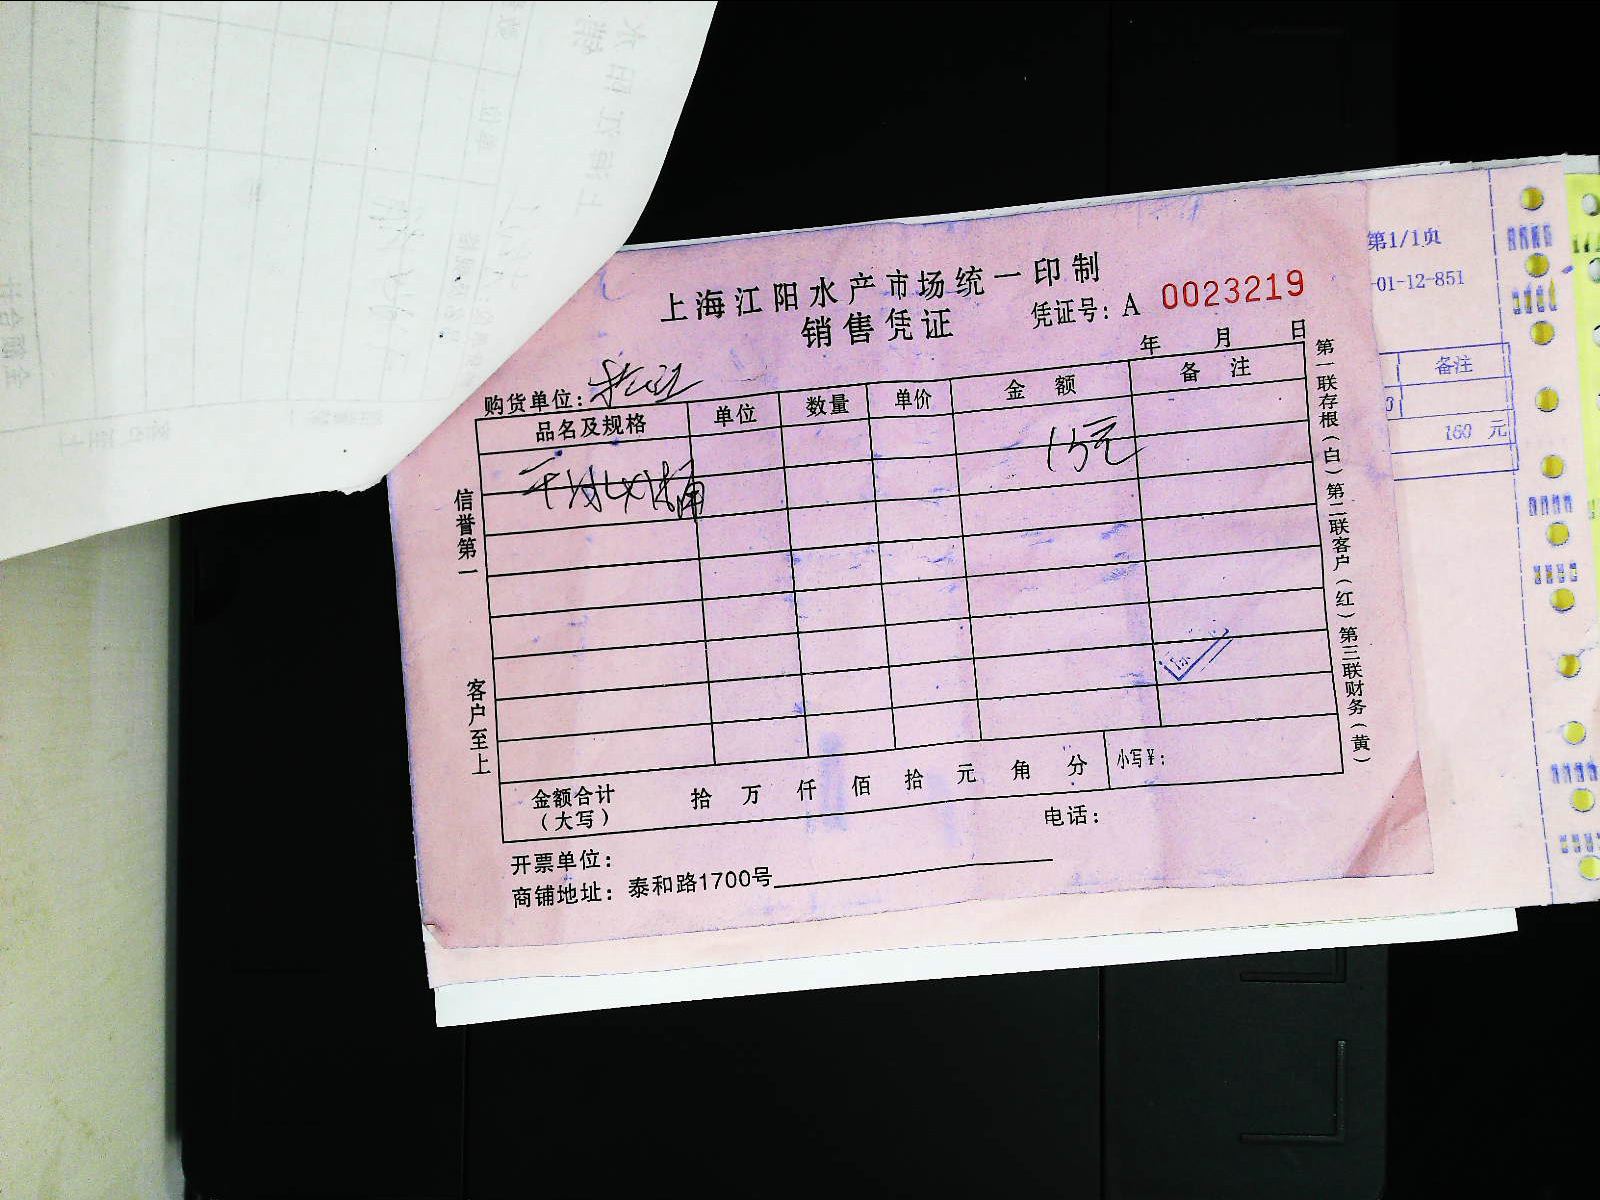 上海江阳水产市场统一印制
销售凭证
凭证号：A 0023219
年 月 日
购货单位：
品名及规格 单位 数量 单价 金额 备注
15元
金额合计（大写） 拾 万 仟 佰 拾 元 角 分 小写￥：
开票单位： 电话：
商铺地址：泰和路1700号
信誉第一
客户至上
第一联存根（白）第二联客户（红）第三联财务（黄）
第1/1页
-01-12-851
备注
160 元